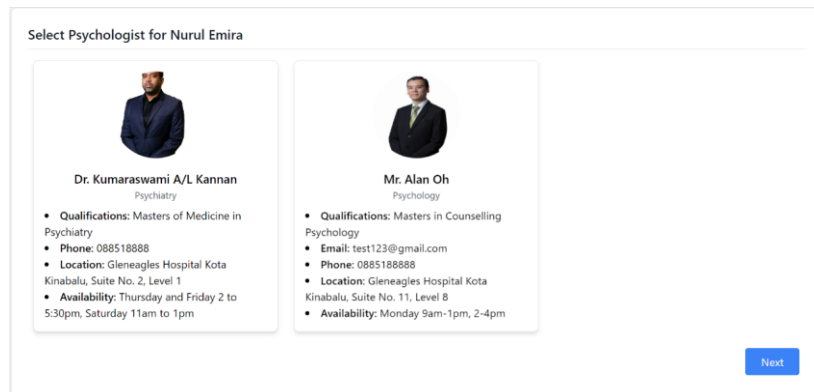 Select Psychologist for Nurul Emira
Dr. Kumaraswami A/L Kannan
Psychiatry
• Qualifications: Masters of Medicine in
Psychiatry
• Phone: 088518888
• Location: Gleneagles Hospital Kota
Kinabalu, Suite No. 2, Level 1
• Availability: Thursday and Friday 2 to
5:30pm, Saturday 11am to 1pm
Mr. Alan Oh
Psychology
• Qualifications: Masters in Counselling
Psychology
• Email: test123@gmail.com
• Phone: 0885188888
• Location: Gleneagles Hospital Kota
Kinabalu, Suite No. 11, Level 8
• Availability: Monday 9am-1pm, 2-4pm
Next